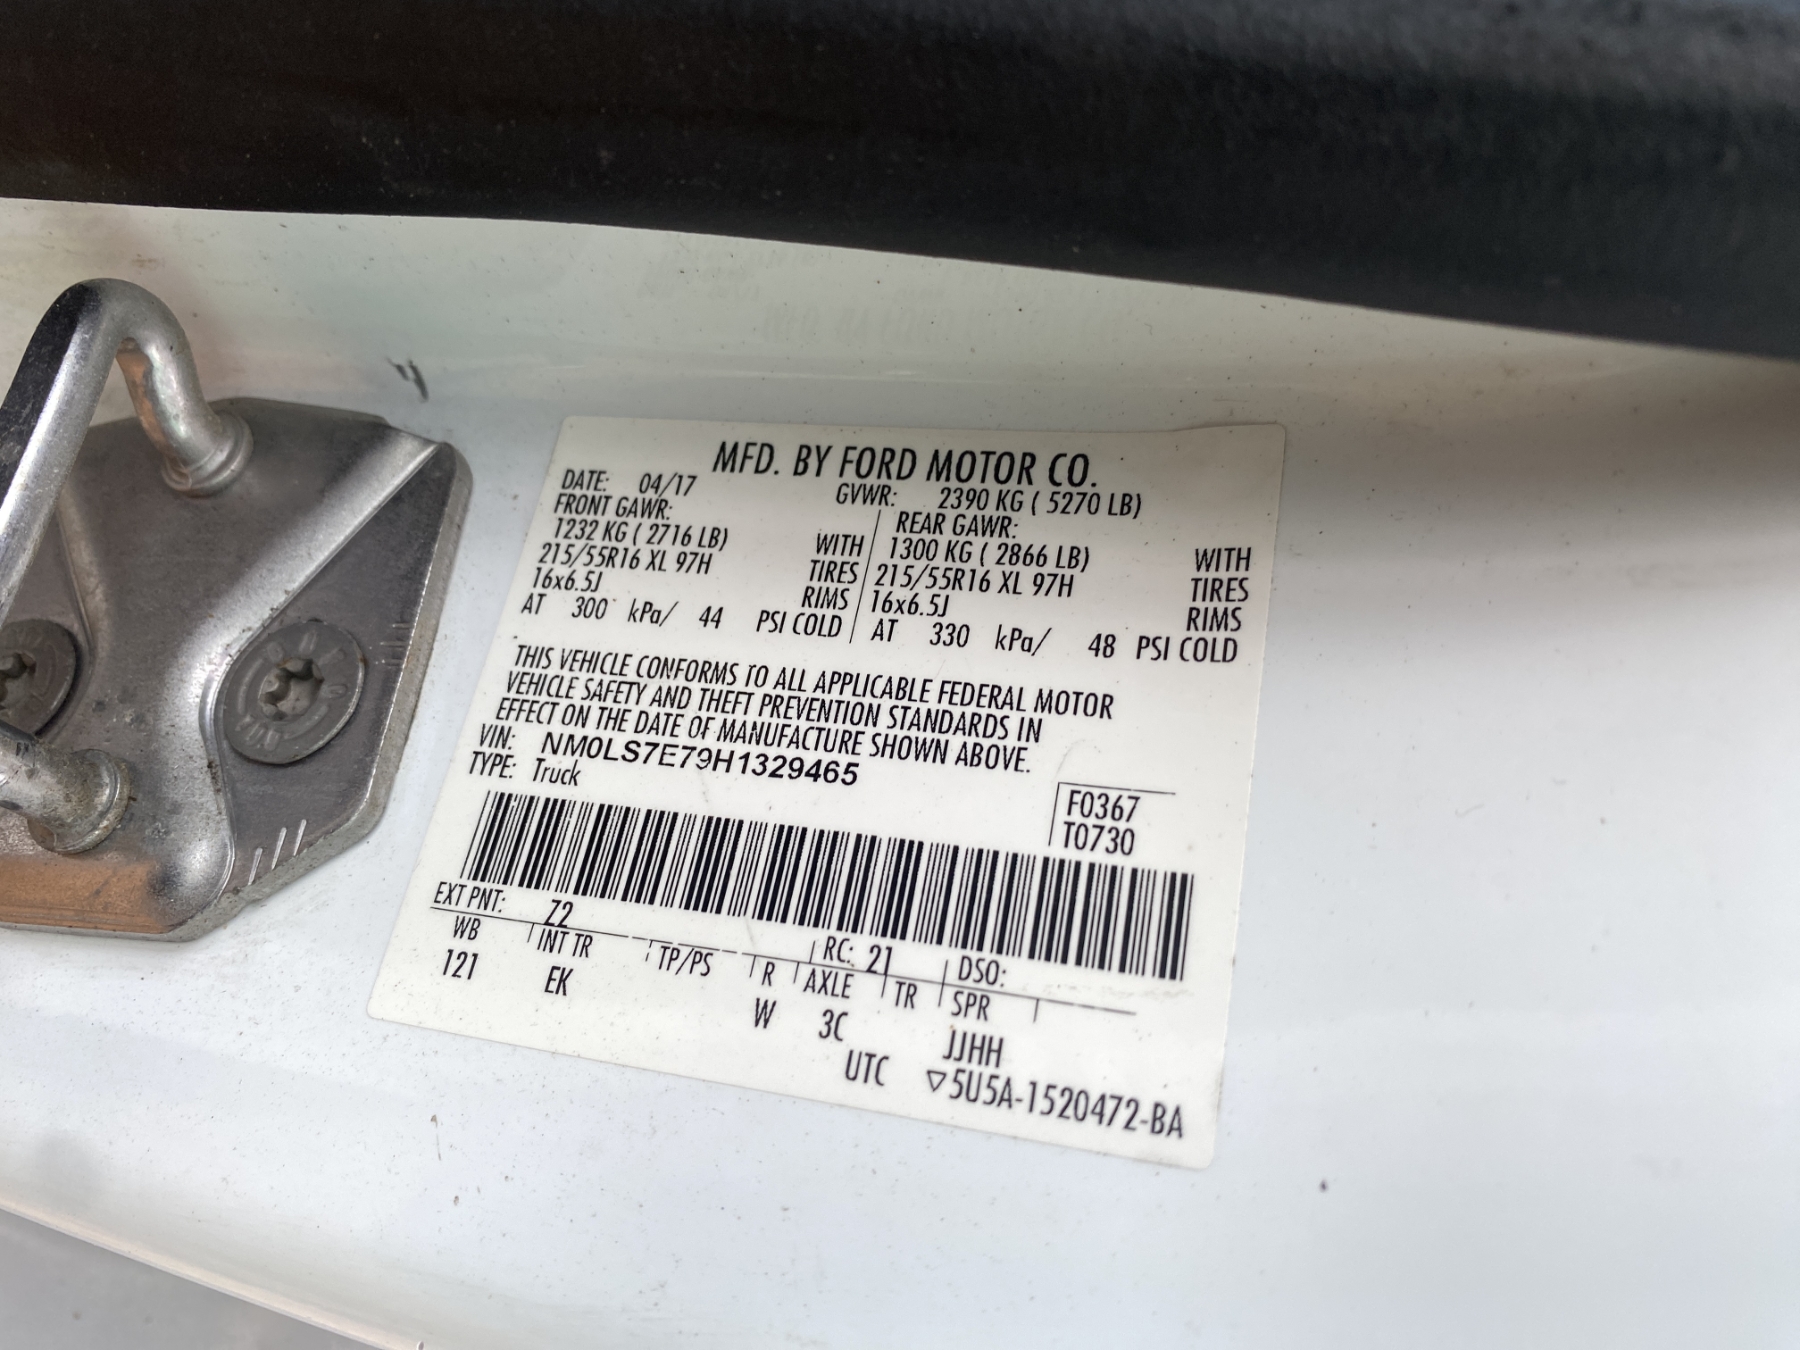 MFD. BY FORD MOTOR CO.
DATE: 04/17 GVWR: 2390 KG ( 5270 LB)
FRONT GAWR: REAR GAWR:
1232 KG ( 2716 LB) WITH 1300 KG ( 2866 LB) WITH
215/55R16 XL 97H TIRES 215/55R16 XL 97H TIRES
16x6.5J RIMS 16x6.5J RIMS
AT 300 kPa/ 44 PSI COLD AT 330 kPa/ 48 PSI COLD
THIS VEHICLE CONFORMS TO ALL APPLICABLE FEDERAL MOTOR
VEHICLE SAFETY AND THEFT PREVENTION STANDARDS IN
EFFECT ON THE DATE OF MANUFACTURE SHOWN ABOVE.
VIN: NM0LS7E79H1329465
TYPE: Truck
F0367
T0730
EXT PNT: Z2 RC: 21 DSO:
WB INT TR TP/PS R AXLE TR SPR
121 EK W 3C JJHH
UTC ▽5U5A-1520472-BA